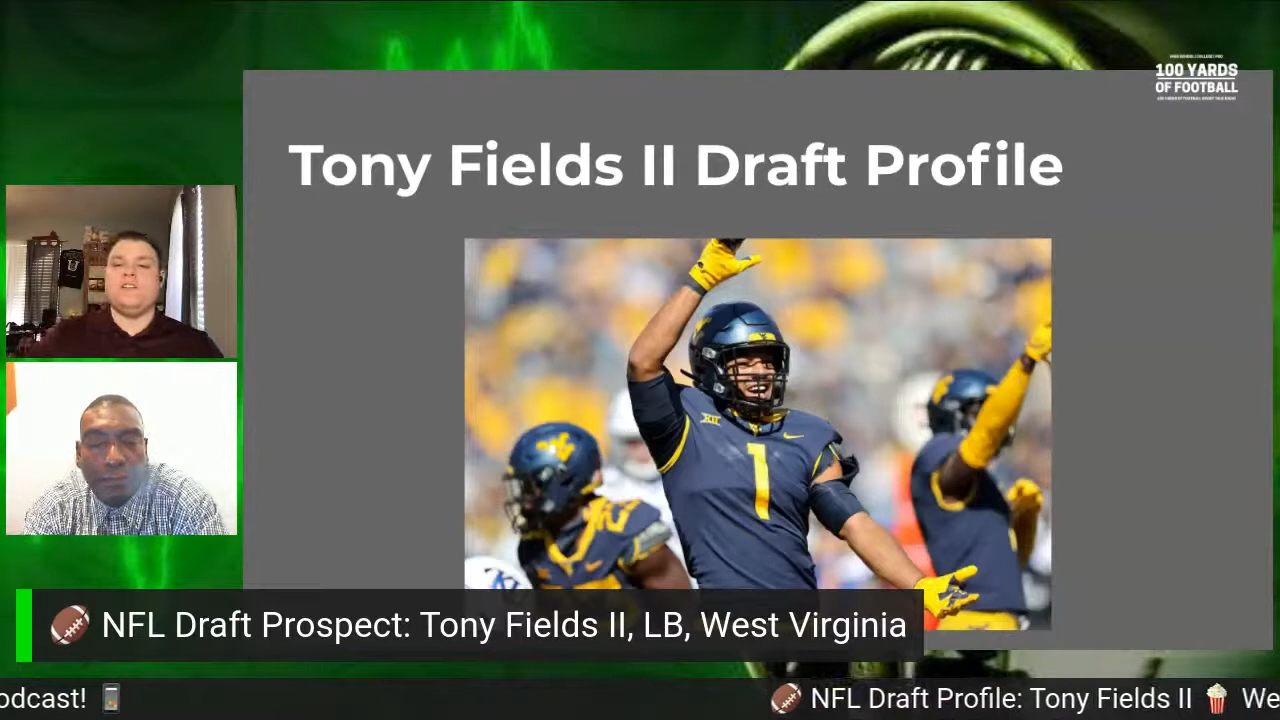 100 YARDS
OF FOOTBALL
Tony Fields II Draft Profile
XII
1
🏈 NFL Draft Prospect: Tony Fields II, LB, West Virginia
odcast! 📱 🏈 NFL Draft Profile: Tony Fields II 🍿 We